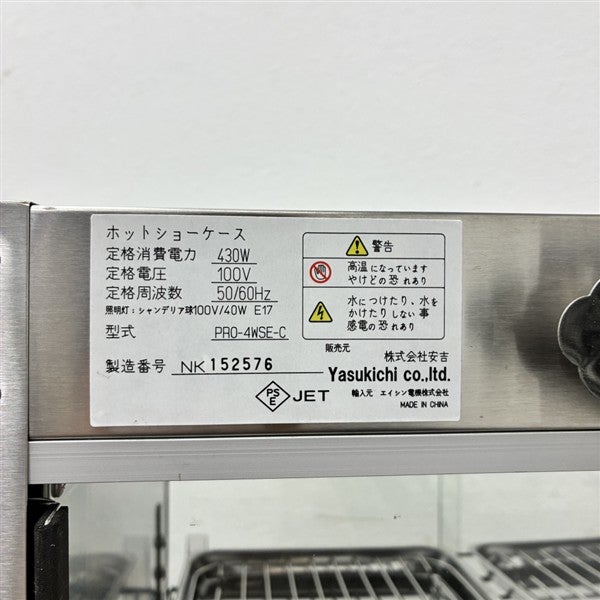 ホットショーケース
定格消費電力 430W
定格電圧 100V
定格周波数 50/60Hz
照明灯：シャンデリア球100V/40W E17
型式 PRO-4WSE-C
製造番号 NK 152576
警告
高温になっています
やけどの恐れあり
水につけたり、水を
かけたりしない事
感電の恐れあり
販売元
株式会社安吉
Yasukichi co.,ltd.
PS
E
JET
輸入元 エイシン電機株式会社
MADE IN CHINA